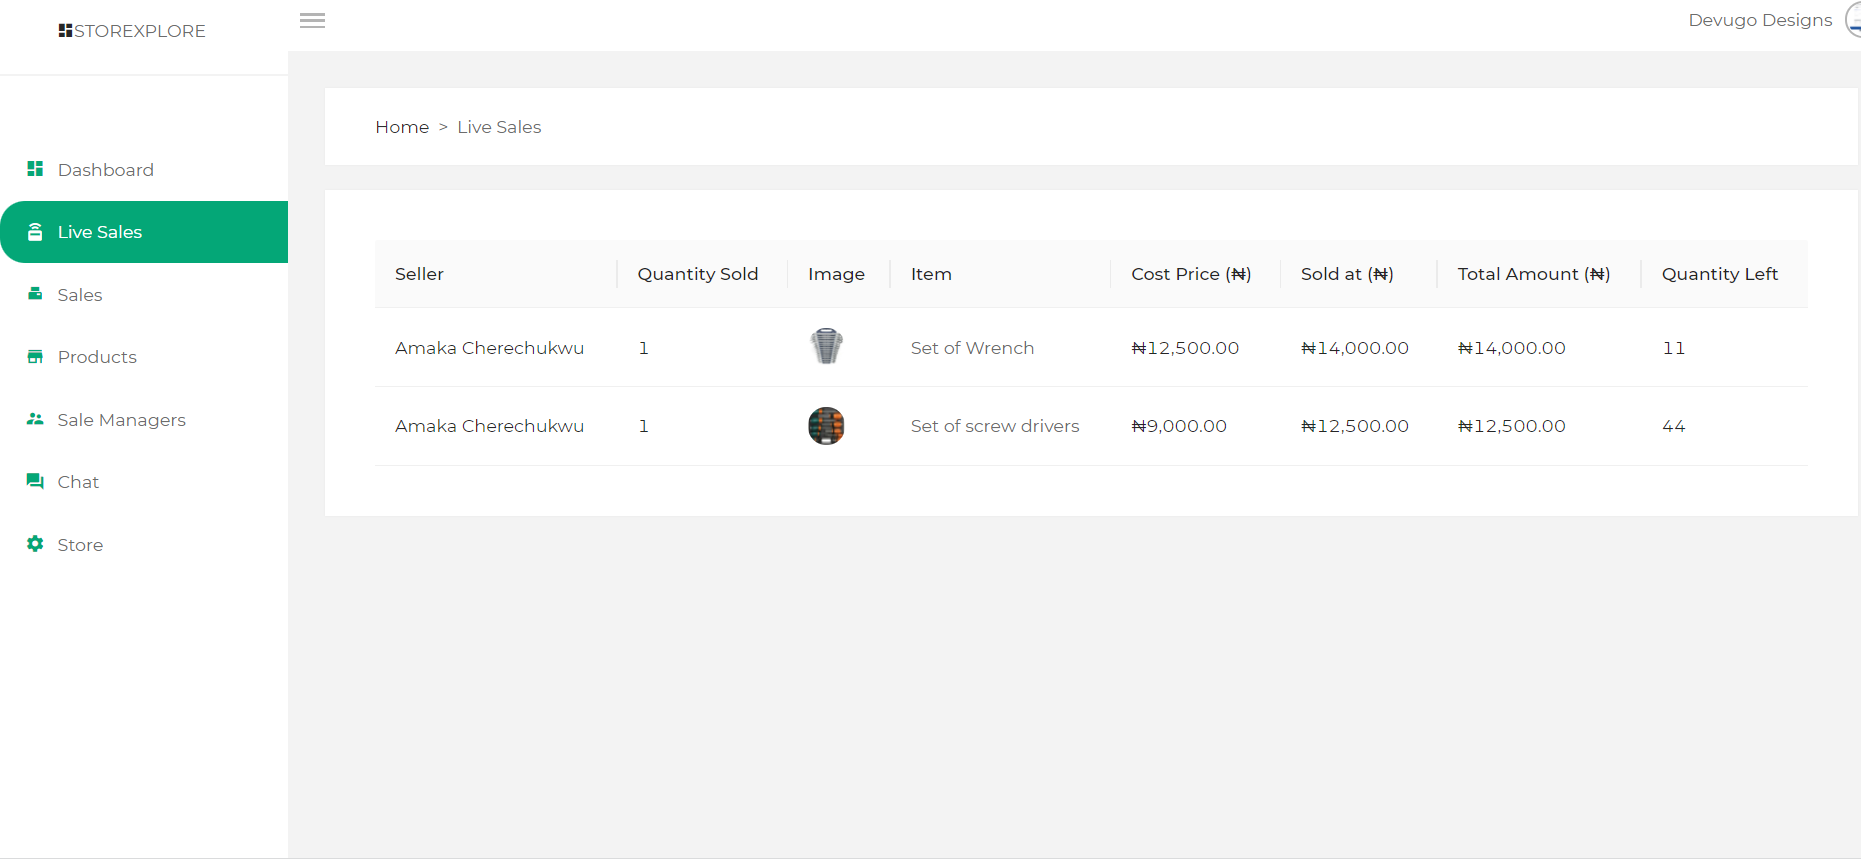 STOREXPLORE
Devugo Designs
Dashboard
Live Sales
Sales
Products
Sale Managers
Chat
Store
Home > Live Sales
Seller Quantity Sold Image Item Cost Price (₦) Sold at (₦) Total Amount (₦) Quantity Left
Amaka Cherechukwu 1 Set of Wrench ₦12,500.00 ₦14,000.00 ₦14,000.00 11
Amaka Cherechukwu 1 Set of screw drivers ₦9,000.00 ₦12,500.00 ₦12,500.00 44